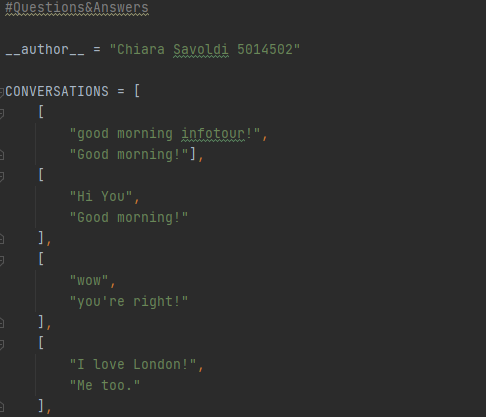 #Questions&Answers
__author__ = "Chiara Savoldi 5014502"
CONVERSATIONS = [
[
"good morning infotour!",
"Good morning!"],
[
"Hi You",
"Good morning!"
],
[
"wow",
"you're right!"
],
[
"I love London!",
"Me too."
],